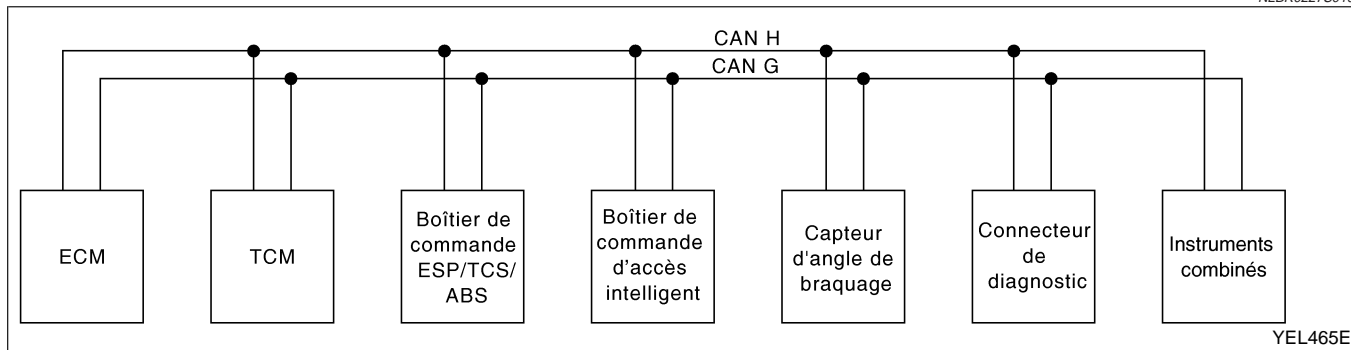 CAN H
CAN G
ECM
TCM
Boîtier de
commande
ESP/TCS/
ABS
Boîtier de
commande
d'accès
intelligent
Capteur
d'angle de
braquage
Connecteur
de
diagnostic
Instruments
combinés
YEL465E